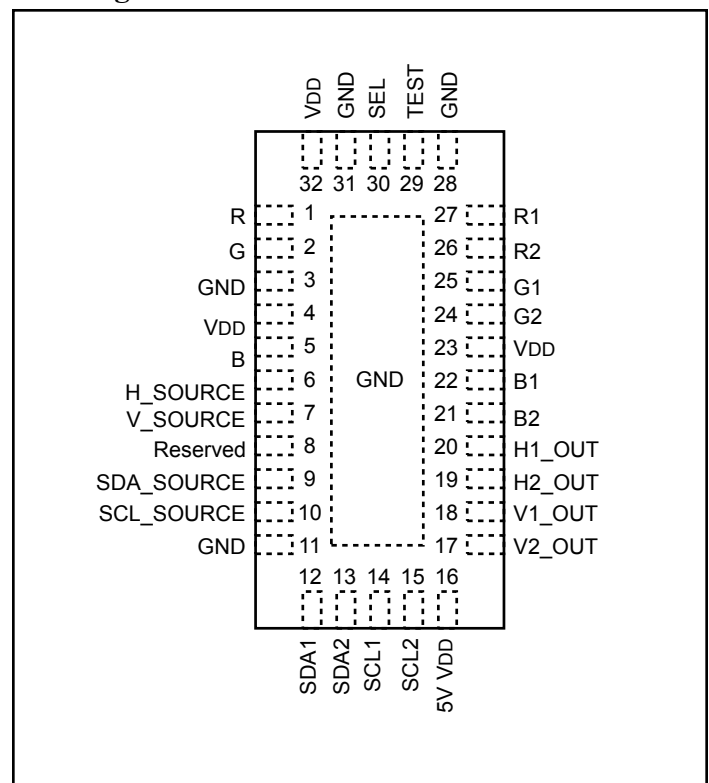 VDD GND SEL TEST GND
32 31 30 29 28
R 1 27 R1
G 2 26 R2
GND 3 25 G1
VDD 4 24 G2
B 5 23 VDD
H_SOURCE 6 GND 22 B1
V_SOURCE 7 21 B2
Reserved 8 20 H1_OUT
SDA_SOURCE 9 19 H2_OUT
SCL_SOURCE 10 18 V1_OUT
GND 11 17 V2_OUT
12 13 14 15 16
SDA1 SDA2 SCL1 SCL2 5V VDD